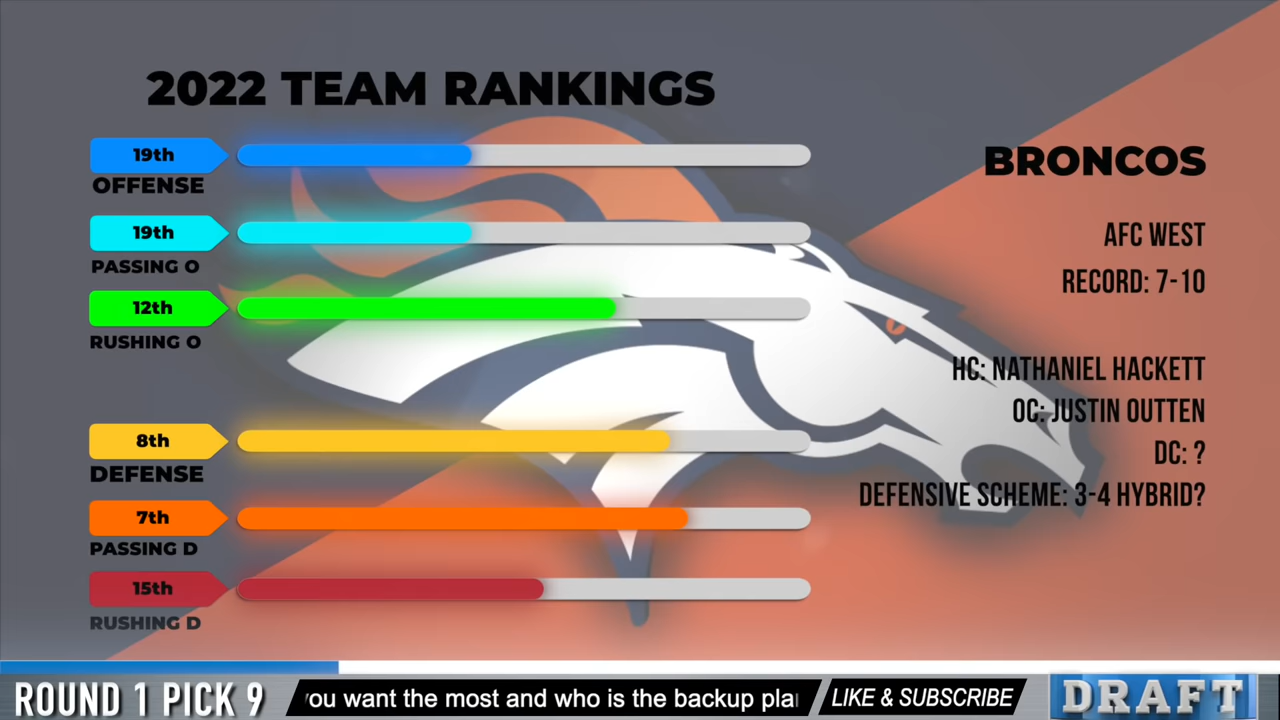 2022 TEAM RANKINGS
19th
OFFENSE
19th
PASSING O
12th
RUSHING O
8th
DEFENSE
7th
PASSING D
15th
RUSHING D
BRONCOS
AFC WEST
RECORD: 7-10
HC: NATHANIEL HACKETT
OC: JUSTIN OUTTEN
DC: ?
DEFENSIVE SCHEME: 3-4 HYBRID?
ROUND 1 PICK 9
you want the most and who is the backup pla
LIKE & SUBSCRIBE
DRAFT